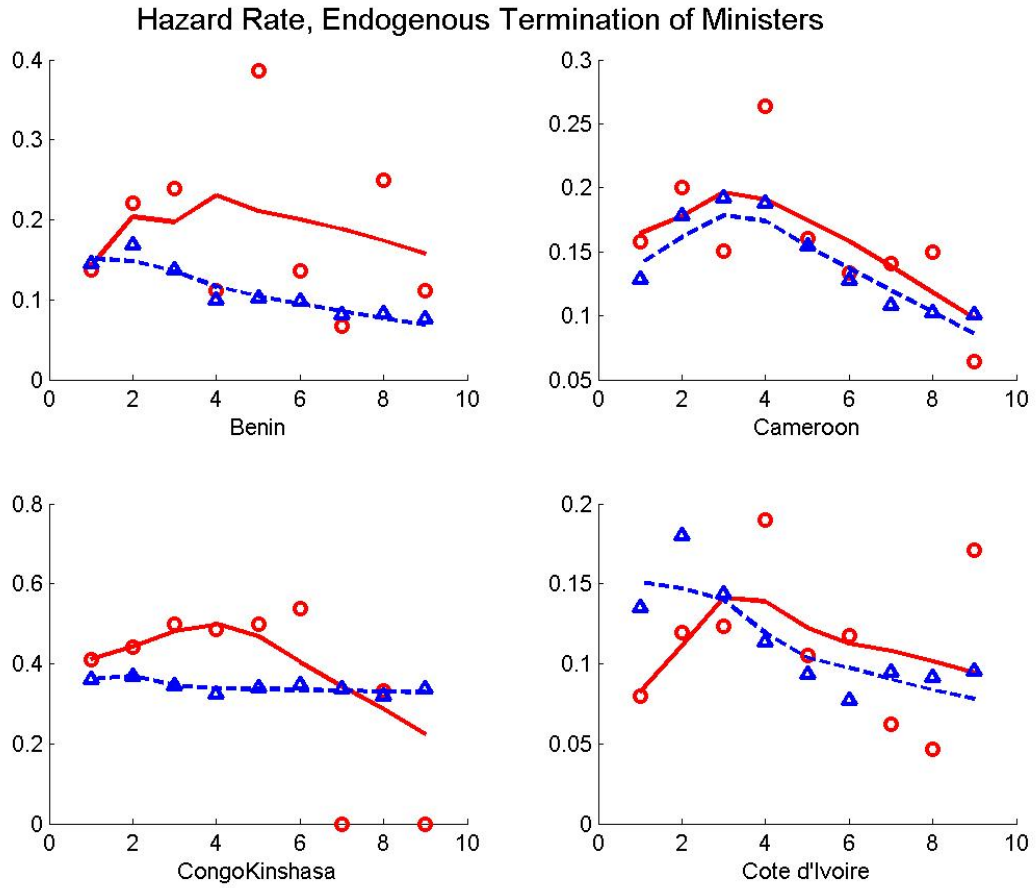 Hazard Rate, Endogenous Termination of Ministers
0.4
0.3
0.2
0.1
0
0 2 4 6 8 10
Benin
0.3
0.25
0.2
0.15
0.1
0.05
0 2 4 6 8 10
Cameroon
0.8
0.6
0.4
0.2
0
0 2 4 6 8 10
CongoKinshasa
0.2
0.15
0.1
0.05
0
0 2 4 6 8 10
Cote d'Ivoire